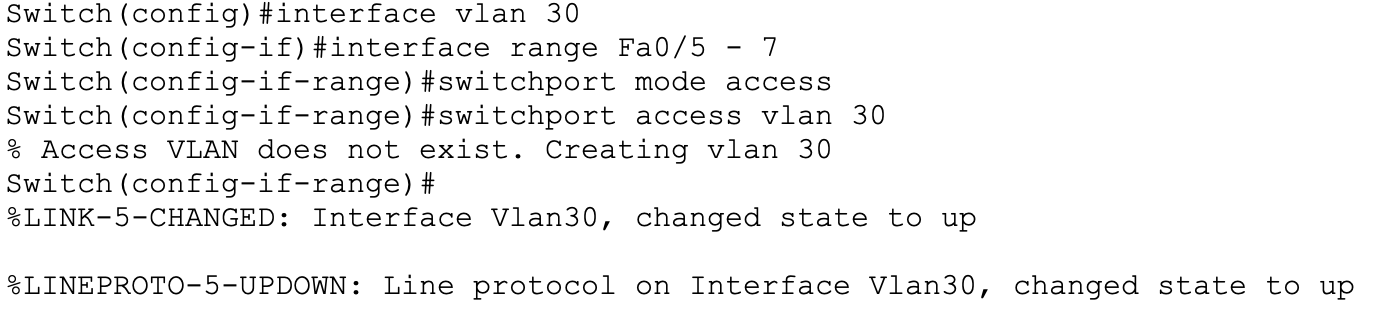 Switch(config)#interface vlan 30
Switch(config-if)#interface range Fa0/5 - 7
Switch(config-if-range)#switchport mode access
Switch(config-if-range)#switchport access vlan 30
% Access VLAN does not exist. Creating vlan 30
Switch(config-if-range)#
%LINK-5-CHANGED: Interface Vlan30, changed state to up
%LINEPROTO-5-UPDOWN: Line protocol on Interface Vlan30, changed state to up